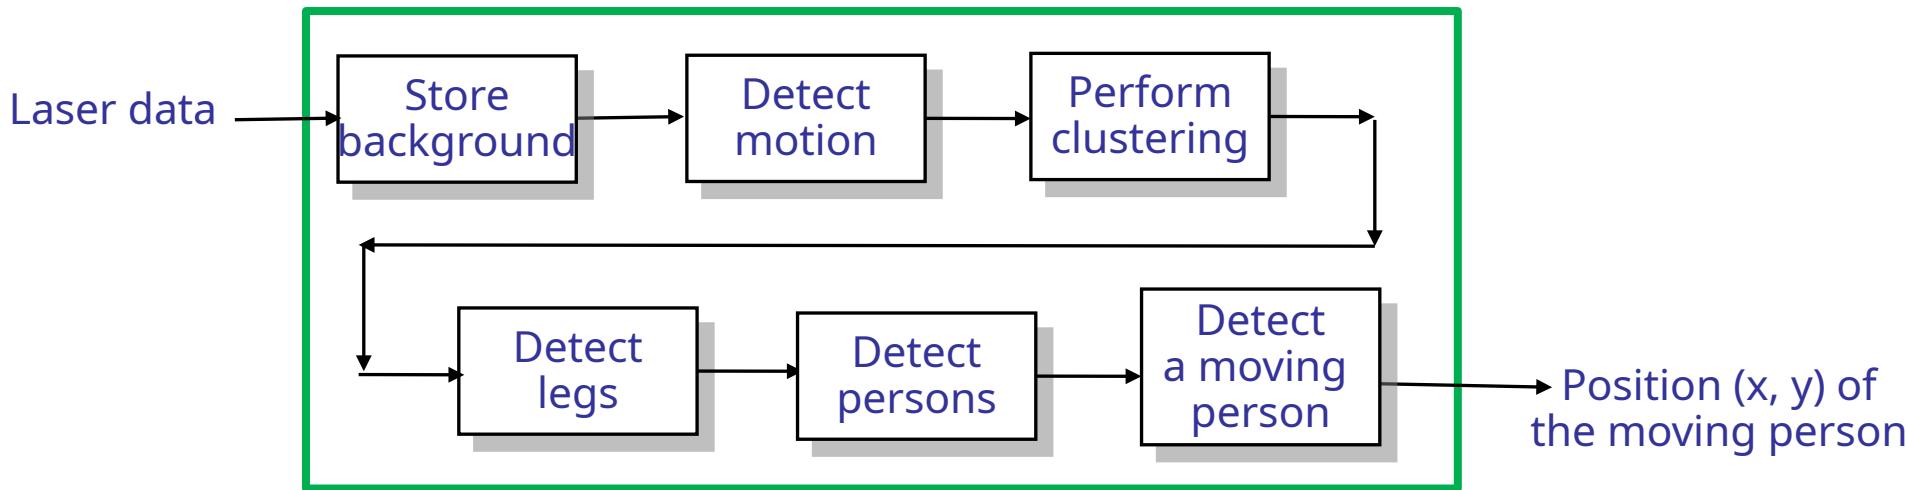 Laser data
Store
background
Detect
motion
Perform
clustering
Detect
legs
Detect
persons
Detect
a moving
person
Position (x, y) of
the moving person